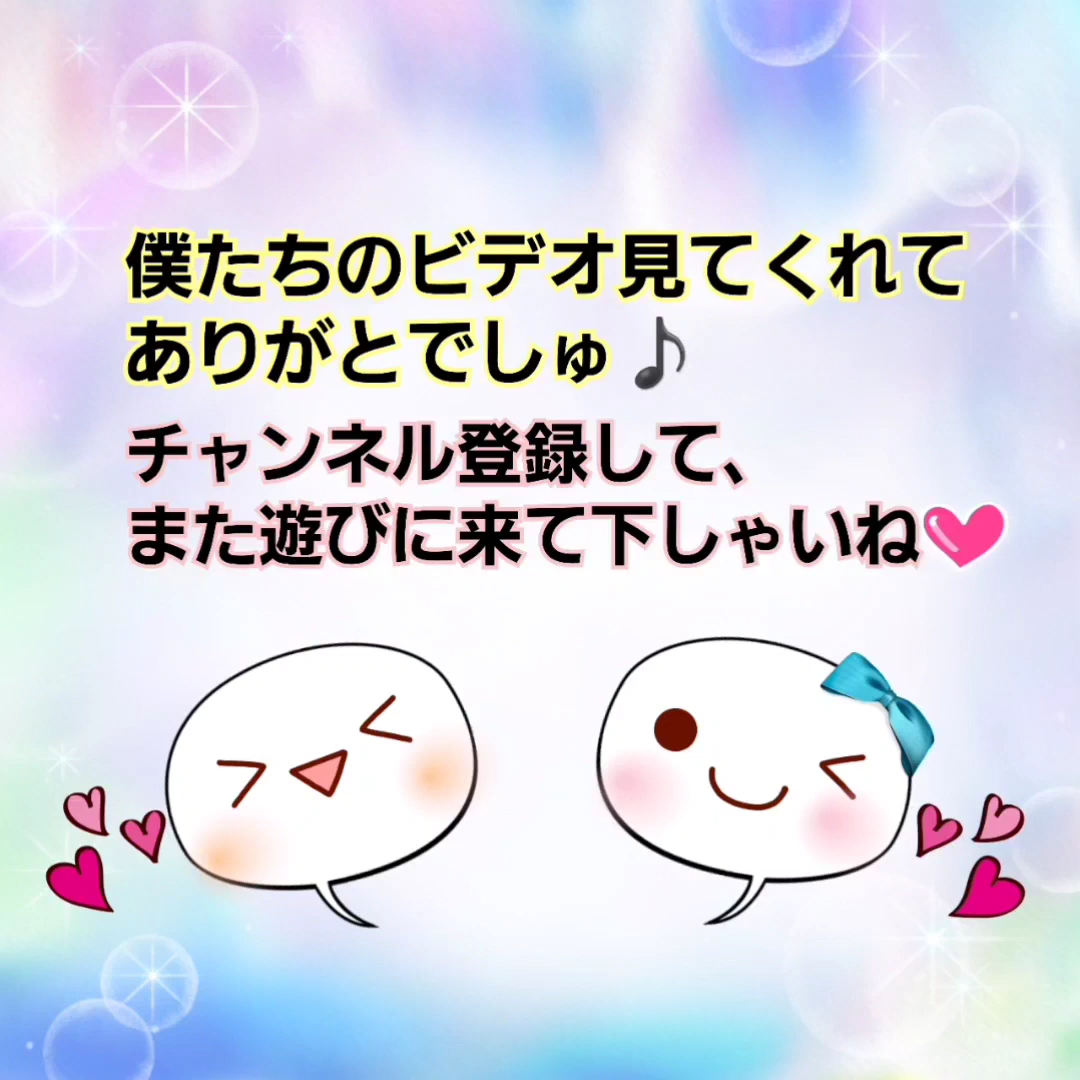 僕たちのビデオ見てくれて
ありがとでしゅ♪
チャンネル登録して、
また遊びに来て下しゃいね💗